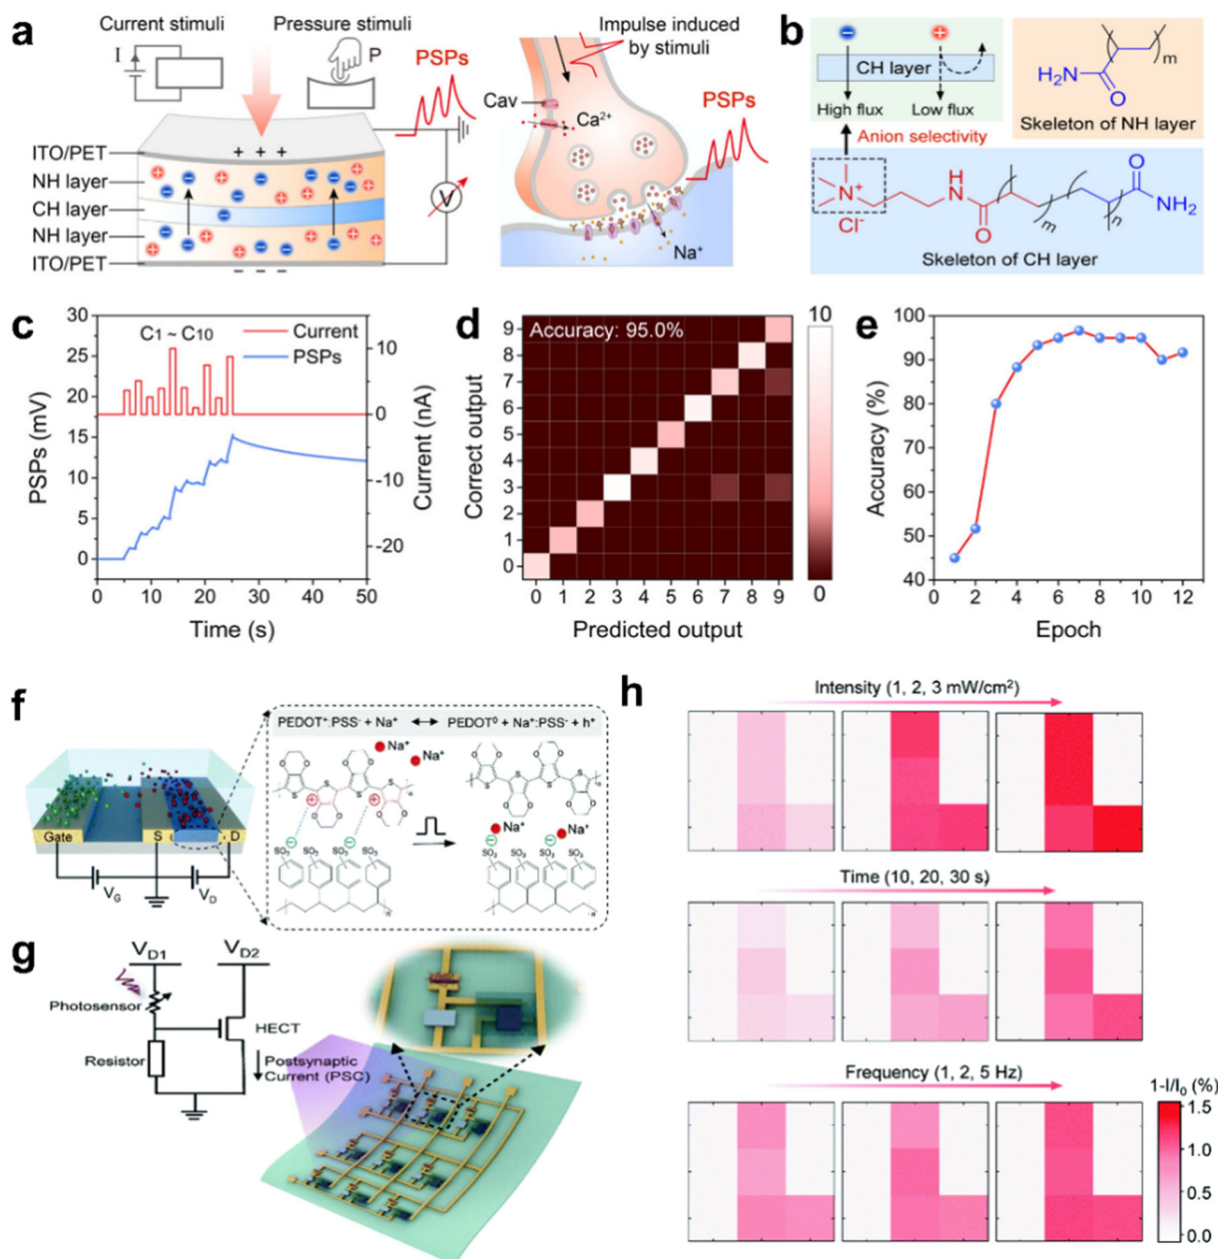 a
Current stimuli
Pressure stimuli
I
P
PSPs
ITO/PET
NH layer
CH layer
NH layer
ITO/PET
+ + +
− − −
V
Impulse induced
by stimuli
Cav
Ca²⁺
PSPs
Na⁺
b
CH layer
High flux
Low flux
Anion selectivity
H₂N
O
m
Skeleton of NH layer
N⁺
Cl⁻
NH
O
m
n
O
NH₂
Skeleton of CH layer
c
30
25
20
15
10
5
0
PSPs (mV)
C1 ~ C10
Current
PSPs
10
0
-10
-20
Current (nA)
0 10 20 30 40 50
Time (s)
d
Accuracy: 95.0%
9
8
7
6
5
4
3
2
1
0
Correct output
0 1 2 3 4 5 6 7 8 9
Predicted output
10
0
e
100
90
80
70
60
50
40
Accuracy (%)
0 2 4 6 8 10 12
Epoch
f
Gate
S
D
V_G
V_D
PEDOT⁺:PSS⁻ + Na⁺ ↔ PEDOT⁰ + Na⁺:PSS⁻ + h⁺
Na⁺
Na⁺
Na⁺
Na⁺
g
V_D1
V_D2
Photosensor
HECT
Resistor
Postsynaptic
Current (PSC)
h
Intensity (1, 2, 3 mW/cm²)
Time (10, 20, 30 s)
Frequency (1, 2, 5 Hz)
1-I/I₀ (%)
1.5
1.0
0.5
0.0